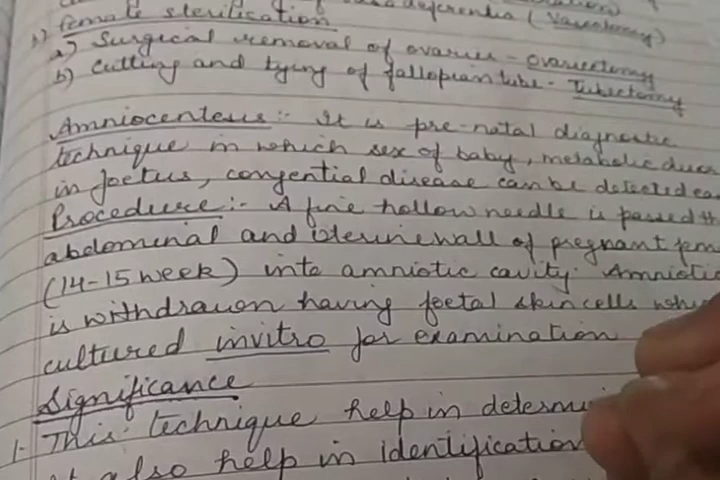 deferentia (Vasectomy)
b) female sterilisation
a) Surgical removal of ovaries - ovariectomy
b) Cutting and tying of fallopian tube - Tubectomy
Amniocentesis :- It is pre-natal diagnostic
technique in which sex of baby, metabolic
in foetus, congential disease can be detected
Procedure :- A fine hollow needle is passed
abdominal and uterine wall of pregnant
(14-15 week) into amniotic cavity. Amniotic
is withdrawn having foetal skin cells
cultured invitro for examination
Significance
1. This technique help in
also help in identification